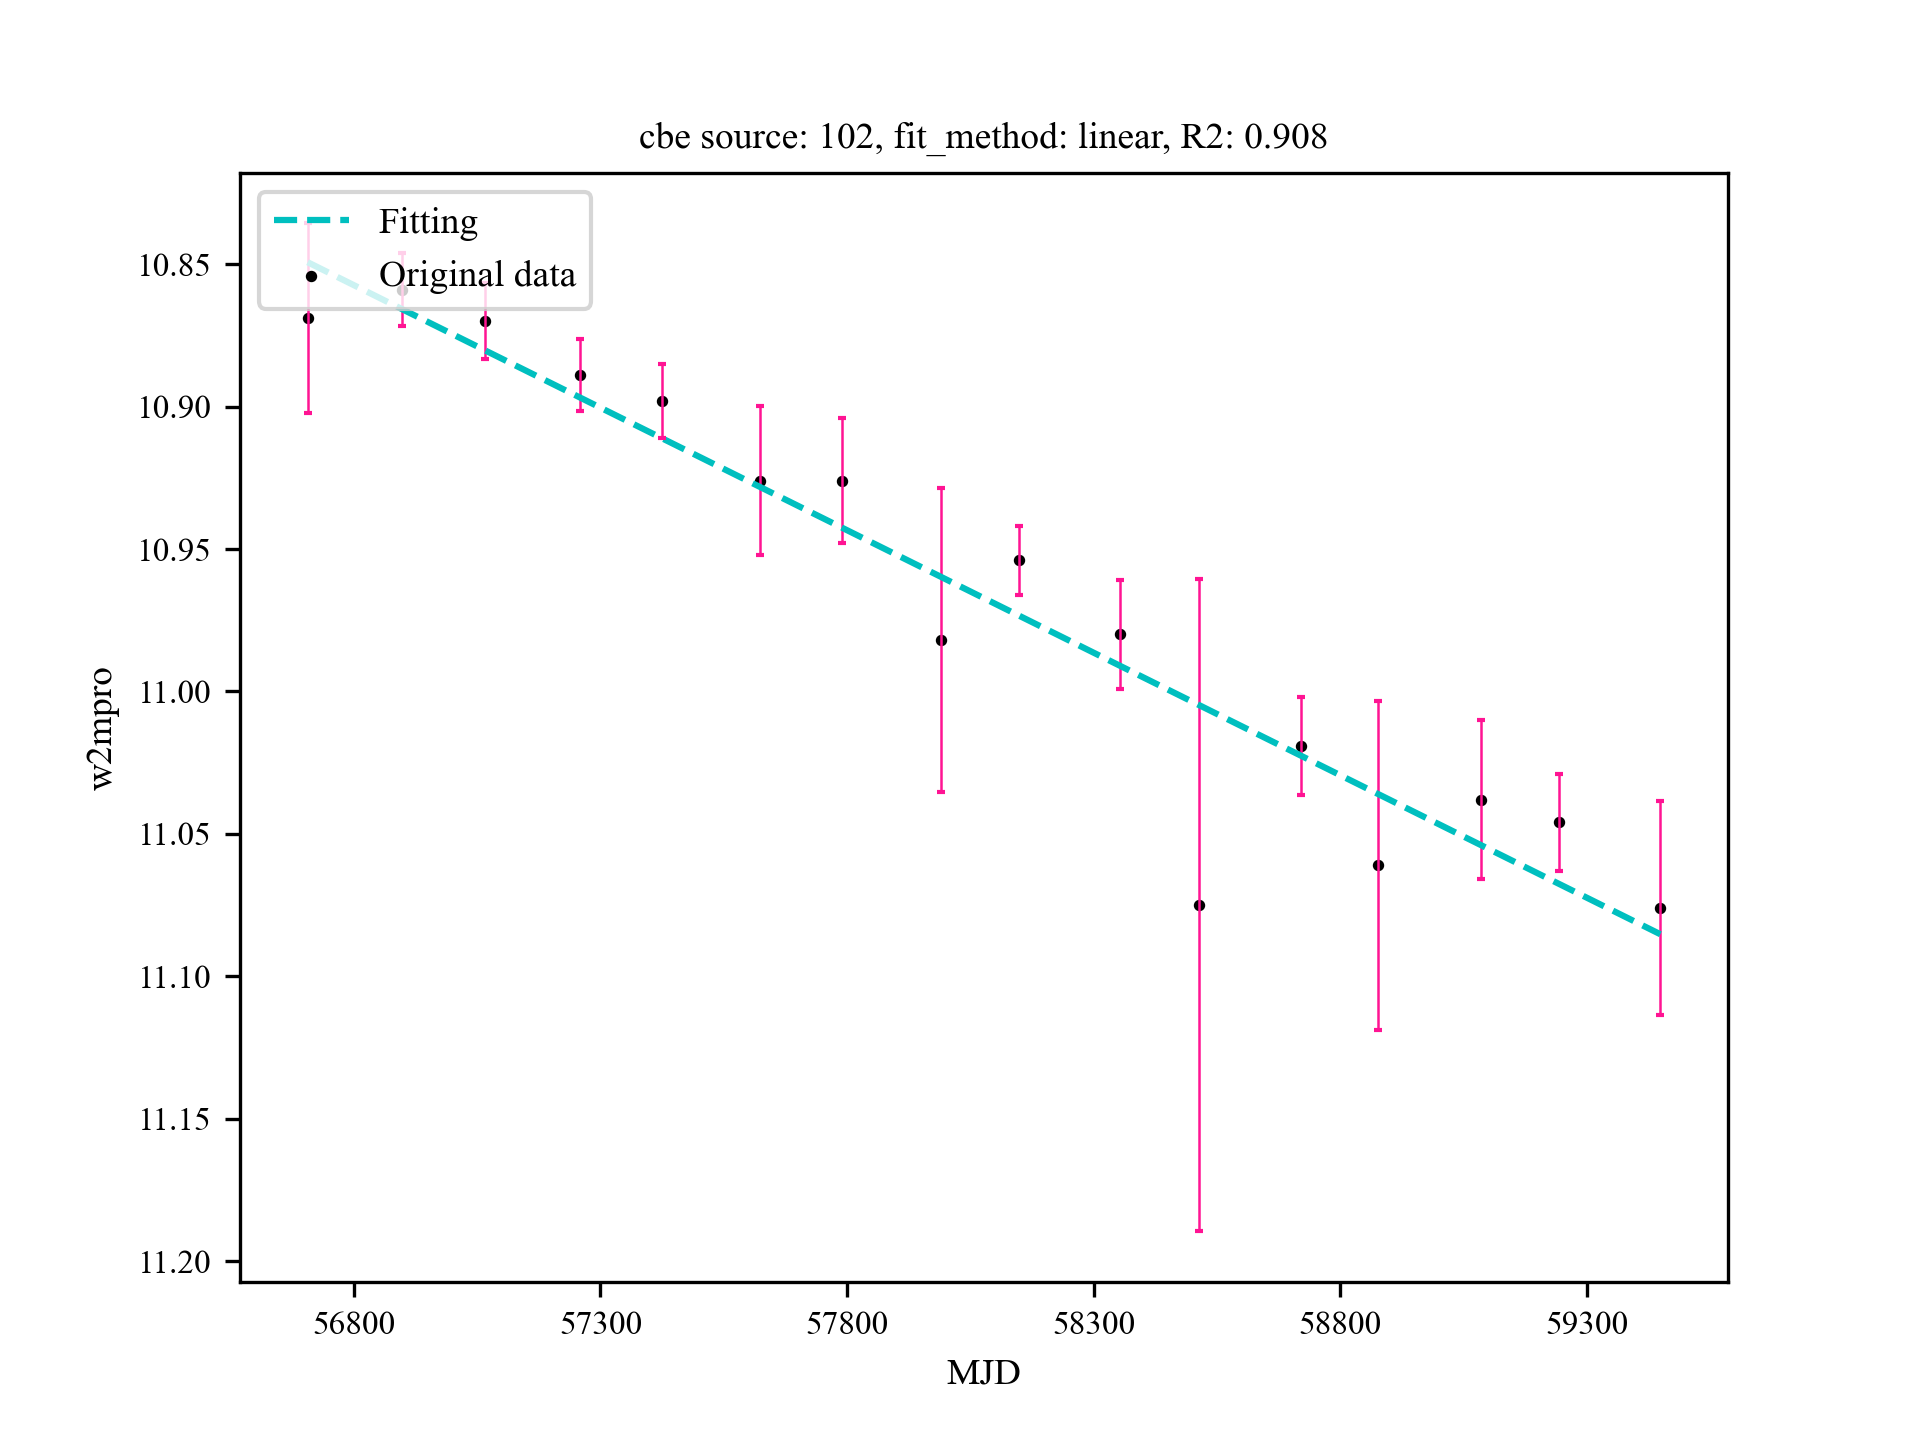 cbe source: 102, fit_method: linear, R2: 0.908
Fitting
Original data
10.85
10.90
10.95
11.00
11.05
11.10
11.15
11.20
w2mpro
56800 57300 57800 58300 58800 59300
MJD